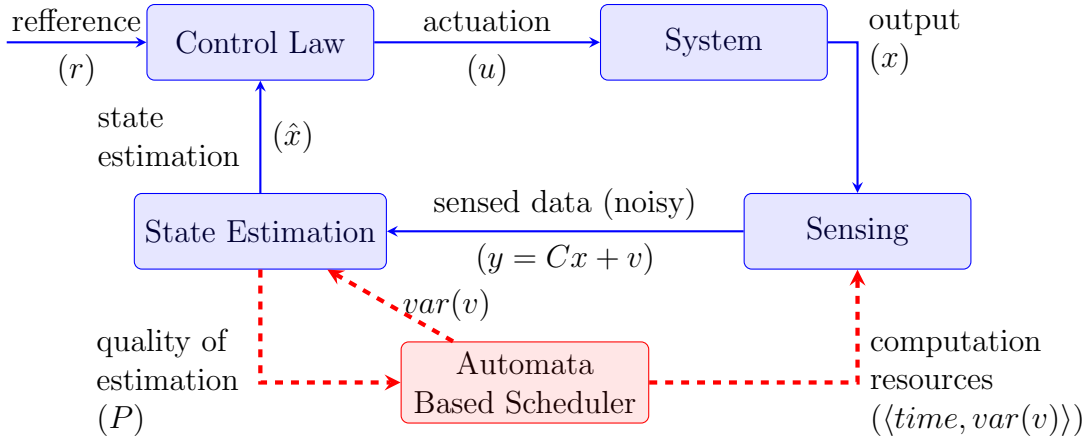 refference
(r)
Control Law
actuation
(u)
System
output
(x)
state
estimation
(x̂)
State Estimation
sensed data (noisy)
(y = Cx + v)
Sensing
var(v)
quality of
estimation
(P)
Automata
Based Scheduler
computation
resources
(⟨time, var(v)⟩)